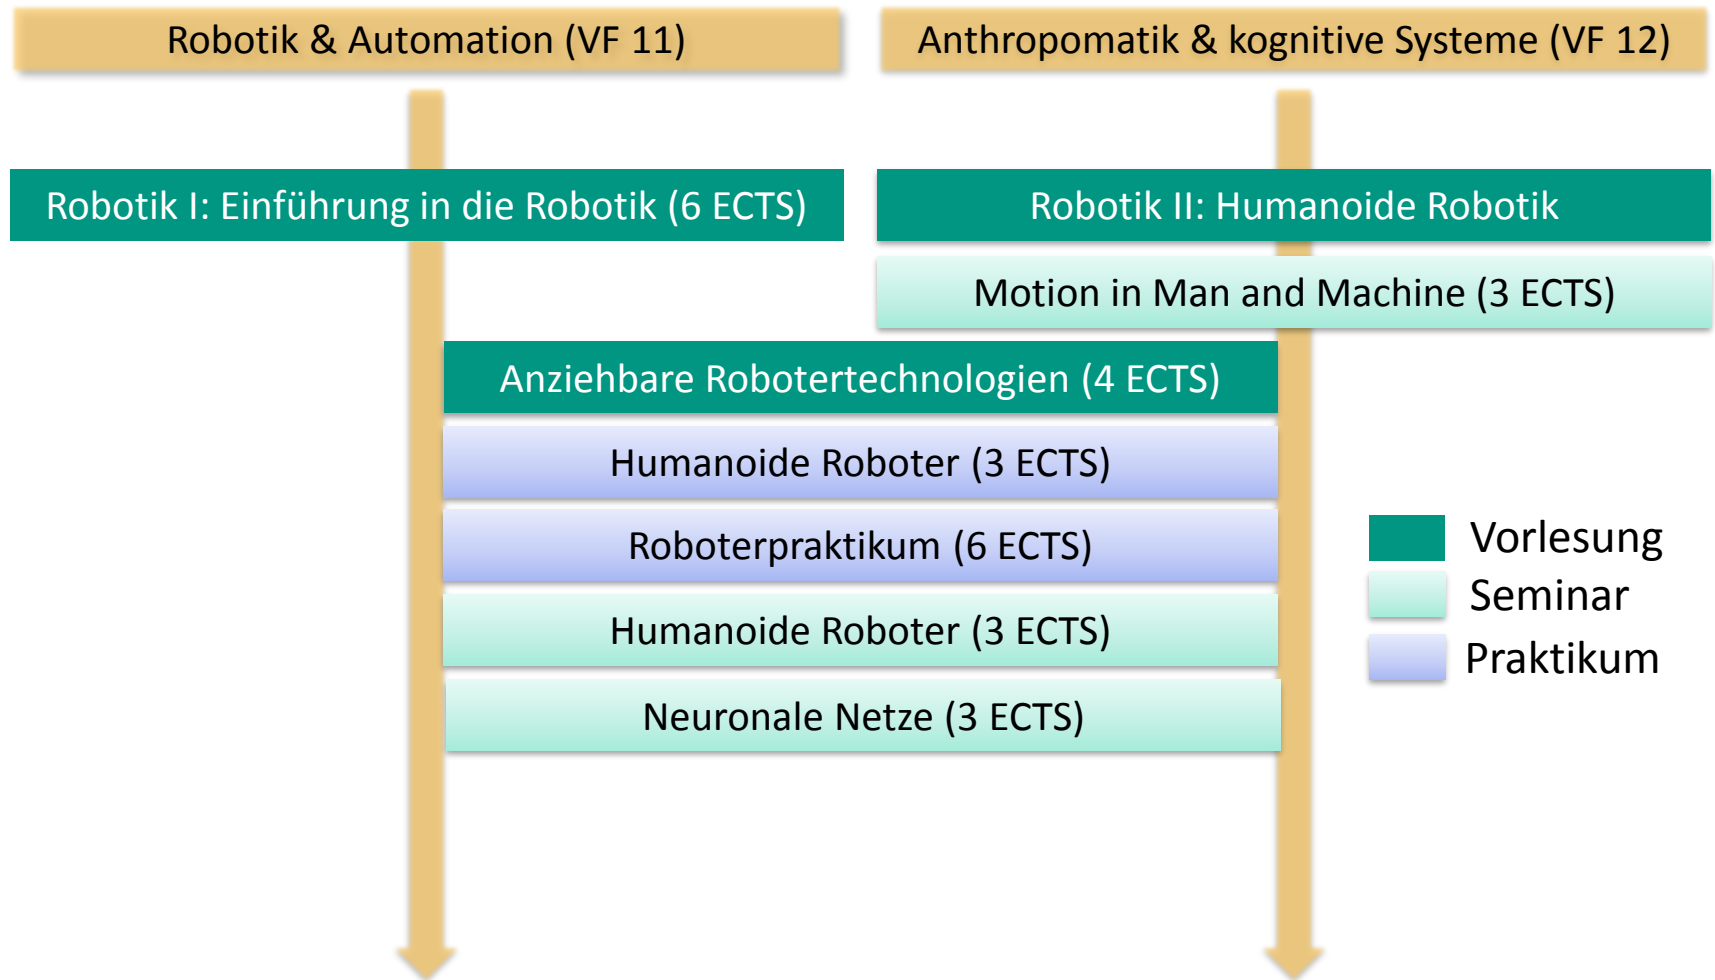 Robotik & Automation (VF 11)
Anthropomatik & kognitive Systeme (VF 12)
Robotik I: Einführung in die Robotik (6 ECTS)
Robotik II: Humanoide Robotik
Motion in Man and Machine (3 ECTS)
Anziehbare Robotertechnologien (4 ECTS)
Humanoide Roboter (3 ECTS)
Roboterpraktikum (6 ECTS)
Humanoide Roboter (3 ECTS)
Neuronale Netze (3 ECTS)
Vorlesung
Seminar
Praktikum